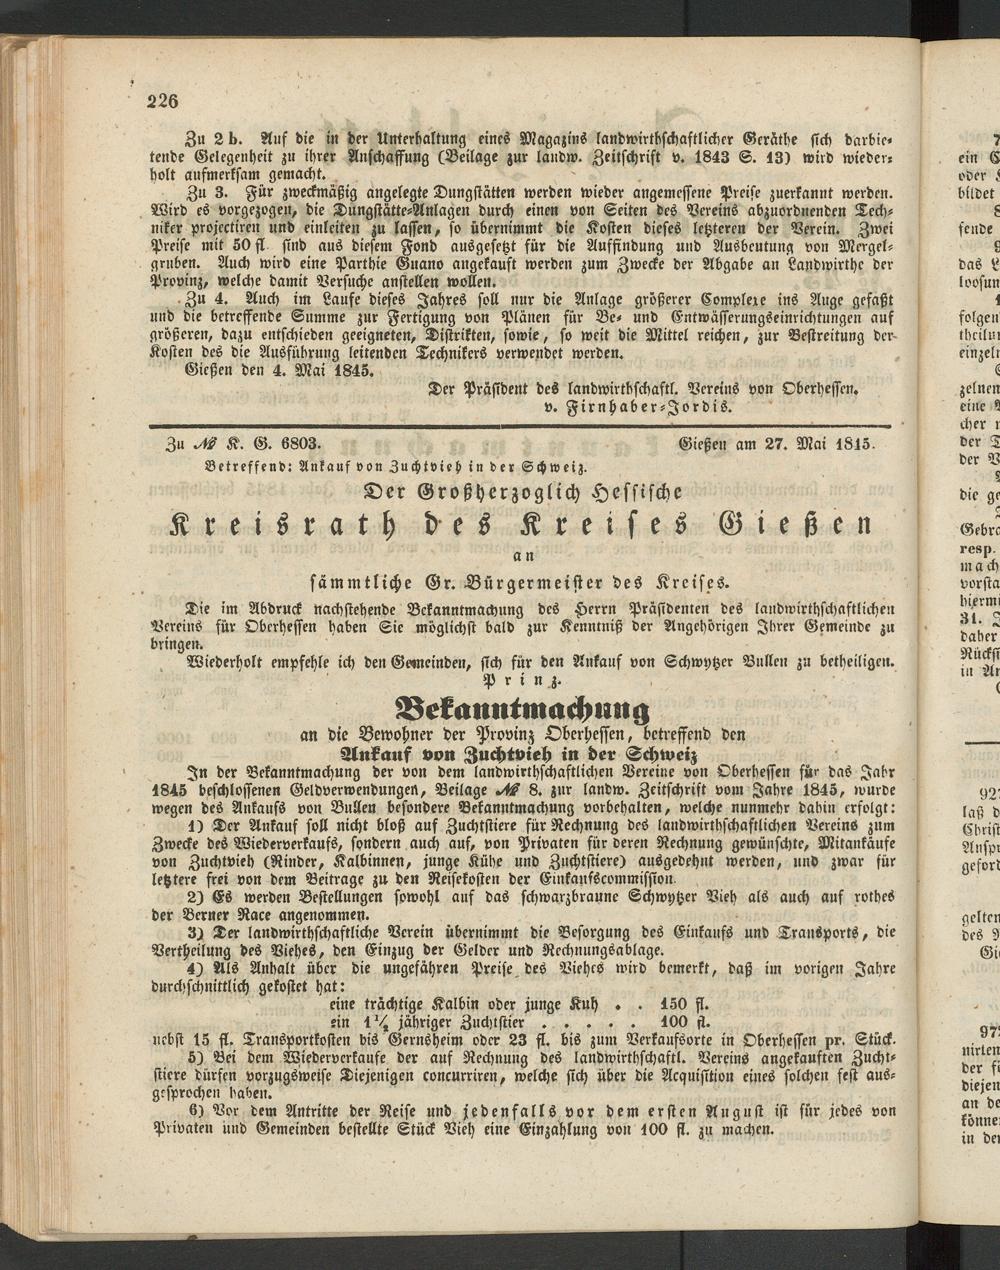 226
Zu 2 b. Auf die in der Unterhaltung eines Magazins landwirthschaftlicher Geräthe sich darbie-
tende Gelegenheit zu ihrer Anschaffung (Beilage zur landw. Zeitschrift v. 1843 S. 13) wird wieder-
holt aufmerksam gemacht.
Zu 3. Für zweckmäßig angelegte Dungstätten werden wieder angemessene Preise zuerkannt werden.
Wird es vorgezogen, die Dungstätte-Anlagen durch einen von Seiten des Vereins abzuordnenden Tech-
niker projectiren und einleiten zu lassen, so übernimmt die Kosten dieses letzteren der Verein. Zwei
Preise mit 50 fl. sind aus diesem Fond ausgesetzt für die Auffindung und Ausbeutung von Mergel-
gruben. Auch wird eine Parthie Guano angekauft werden zum Zwecke der Abgabe an Landwirthe der
Provinz, welche damit Versuche anstellen wollen.
Zu 4. Auch im Laufe dieses Jahres soll nur die Anlage größerer Complexe ins Auge gefaßt
und die betreffende Summe zur Fertigung von Plänen für Be- und Entwässerungseinrichtungen auf
größeren, dazu entschieden geeigneten, Distrikten, sowie, so weit die Mittel reichen, zur Bestreitung der
Kosten des die Ausführung leitenden Technikers verwendet werden.
Gießen den 4. Mai 1845.
Der Präsident des landwirthschaftl. Vereins von Oberhessen.
v. Firnhaber-Jordis.
Zu № K. G. 6803. Gießen am 27. Mai 1845.
Betreffend: Ankauf von Zuchtvieh in der Schweiz.
Der Großherzoglich Hessische
Kreisrath des Kreises Gießen
an
sämmtliche Gr. Bürgermeister des Kreises.
Die im Abdruck nachstehende Bekanntmachung des Herrn Präsidenten des landwirthschaftlichen
Vereins für Oberhessen haben Sie möglichst bald zur Kenntniß der Angehörigen Ihrer Gemeinde zu
bringen.
Wiederholt empfehle ich den Gemeinden, sich für den Ankauf von Schwytzer Bullen zu betheiligen.
Prinz.
Bekanntmachung
an die Bewohner der Provinz Oberhessen, betreffend den
Ankauf von Zuchtvieh in der Schweiz
In der Bekanntmachung der von dem landwirthschaftlichen Vereine von Oberhessen für das Jahr
1845 beschlossenen Geldverwendungen, Beilage № 8. zur landw. Zeitschrift vom Jahre 1845, wurde
wegen des Ankaufs von Bullen besondere Bekanntmachung vorbehalten, welche nunmehr dahin erfolgt:
1) Der Ankauf soll nicht bloß auf Zuchtstiere für Rechnung des landwirthschaftlichen Vereins zum
Zwecke des Wiederverkaufs, sondern auch auf, von Privaten für deren Rechnung gewünschte, Mitankäufe
von Zuchtvieh (Rinder, Kalbinnen, junge Kühe und Zuchtstiere) ausgedehnt werden, und zwar für
letztere frei von dem Beitrage zu den Reisekosten der Einkaufscommission.
2) Es werden Bestellungen sowohl auf das schwarzbraune Schwytzer Vieh als auch auf rothes
der Berner Race angenommen.
3) Der landwirthschaftliche Verein übernimmt die Besorgung des Einkaufs und Transports, die
Vertheilung des Viehes, den Einzug der Gelder und Rechnungsablage.
4) Als Anhalt über die ungefähren Preise des Viehes wird bemerkt, daß im vorigen Jahre
durchschnittlich gekostet hat:
eine trächtige Kalbin oder junge Kuh . . 150 fl.
ein 1½ jähriger Zuchtstier . . . . . 100 fl.
nebst 15 fl. Transportkosten bis Gernsheim oder 23 fl. bis zum Verkaufsorte in Oberhessen pr. Stück.
5) Bei dem Wiederverkaufe der auf Rechnung des landwirthschaftl. Vereins angekauften Zucht-
stiere dürfen vorzugsweise Diejenigen concurriren, welche sich über die Acquisition eines solchen fest aus-
gesprochen haben.
6) Vor dem Antritte der Reise und jedenfalls vor dem ersten August ist für jedes von
Privaten und Gemeinden bestellte Stück Vieh eine Einzahlung von 100 fl. zu machen.